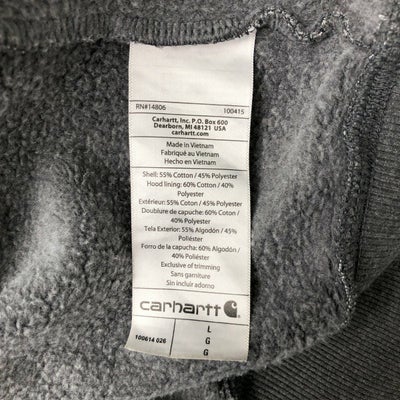 RN#14806 100415
Carhartt, Inc. P.O. Box 600
Dearborn, MI 48121 USA
carhartt.com
Made in Vietnam
Fabriqué au Vietnam
Hecho en Vietnam
Shell: 55% Cotton / 45% Polyester
Hood lining: 60% Cotton / 40%
Polyester
Extérieur: 55% Coton / 45% Polyester
Doublure de capuche: 60% Coton /
40% Polyester
Tela Exterior: 55% Algodón / 45%
Poliéster
Forro de la capucha: 60% Algodón /
40% Poliéster
Exclusive of trimming
Sans garniture
Sin incluir adorno
carhartt
100614 026
L
G
G